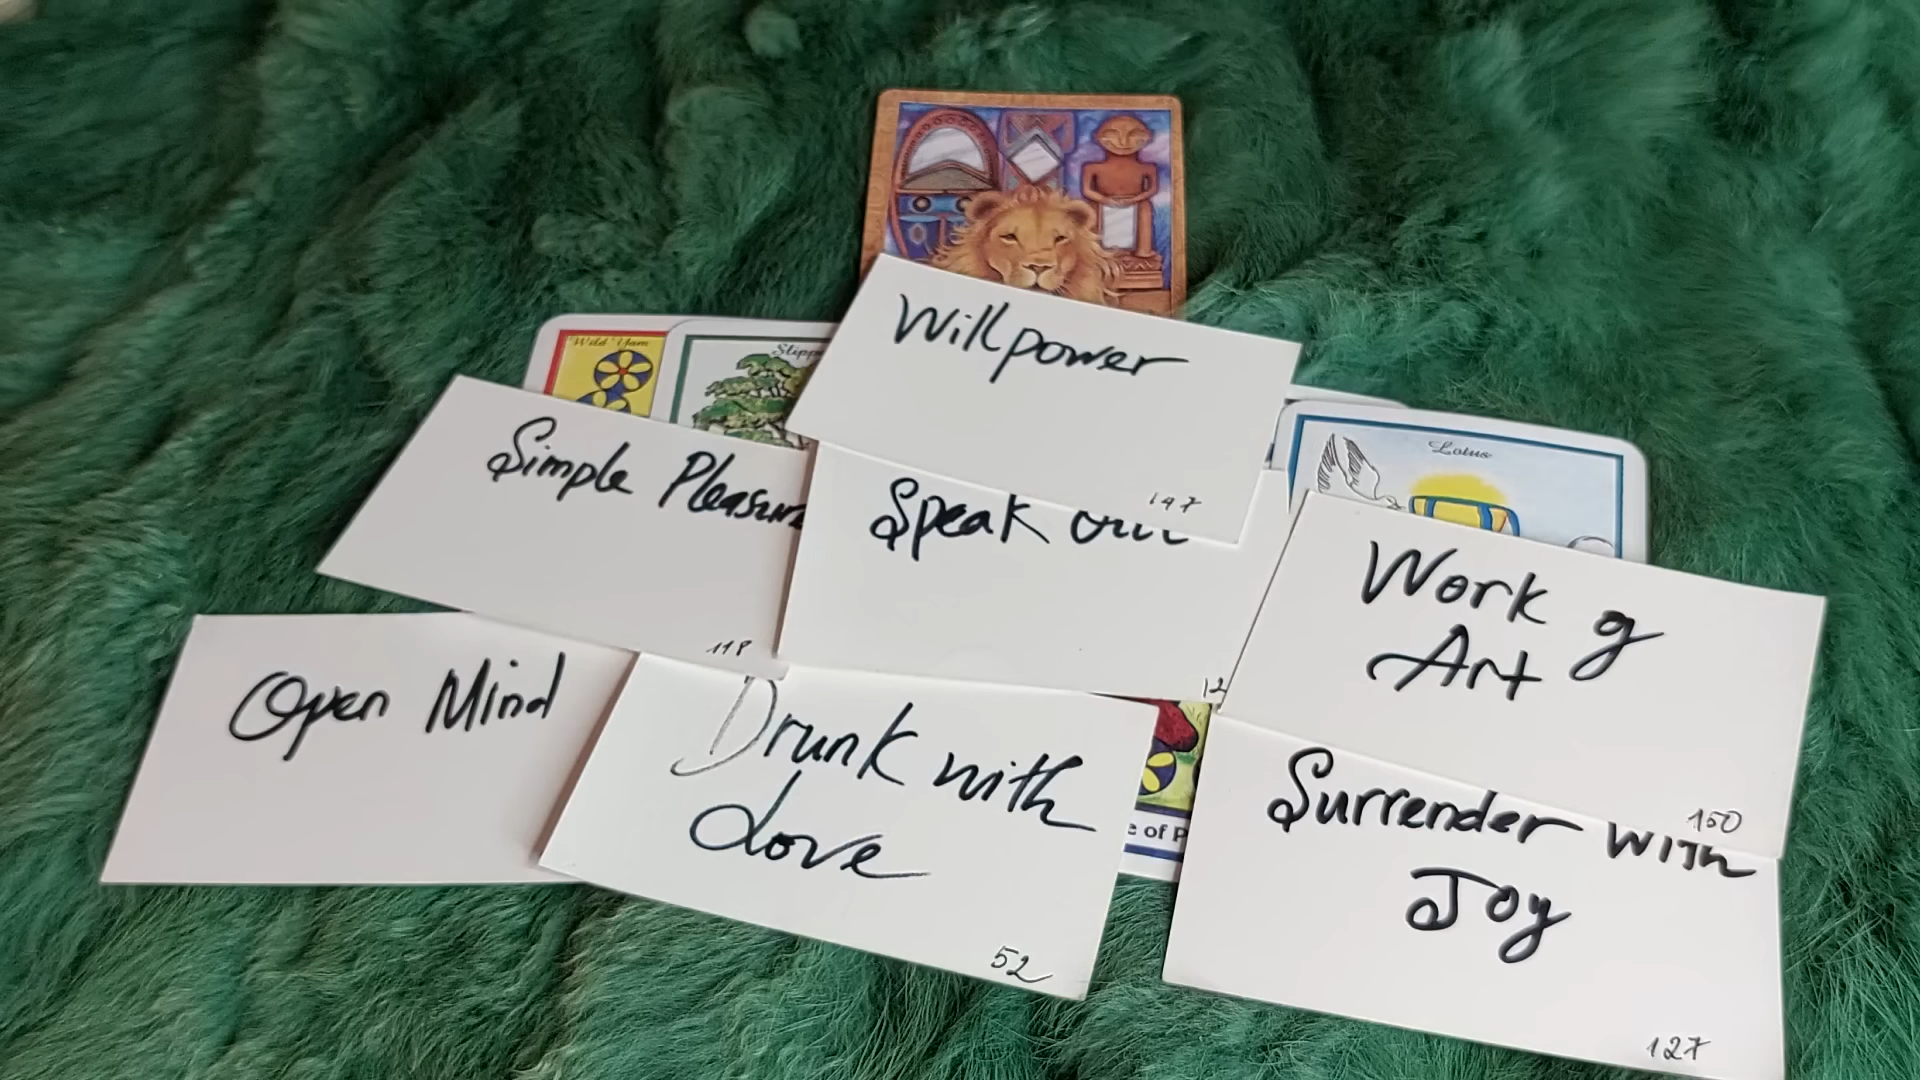 Wild Yam
Willpower
147
Lotus
Simple
118
Speak out
Work of
Art
150
Open Mind
Drunk with
Love
52
Surrender with
Joy
127